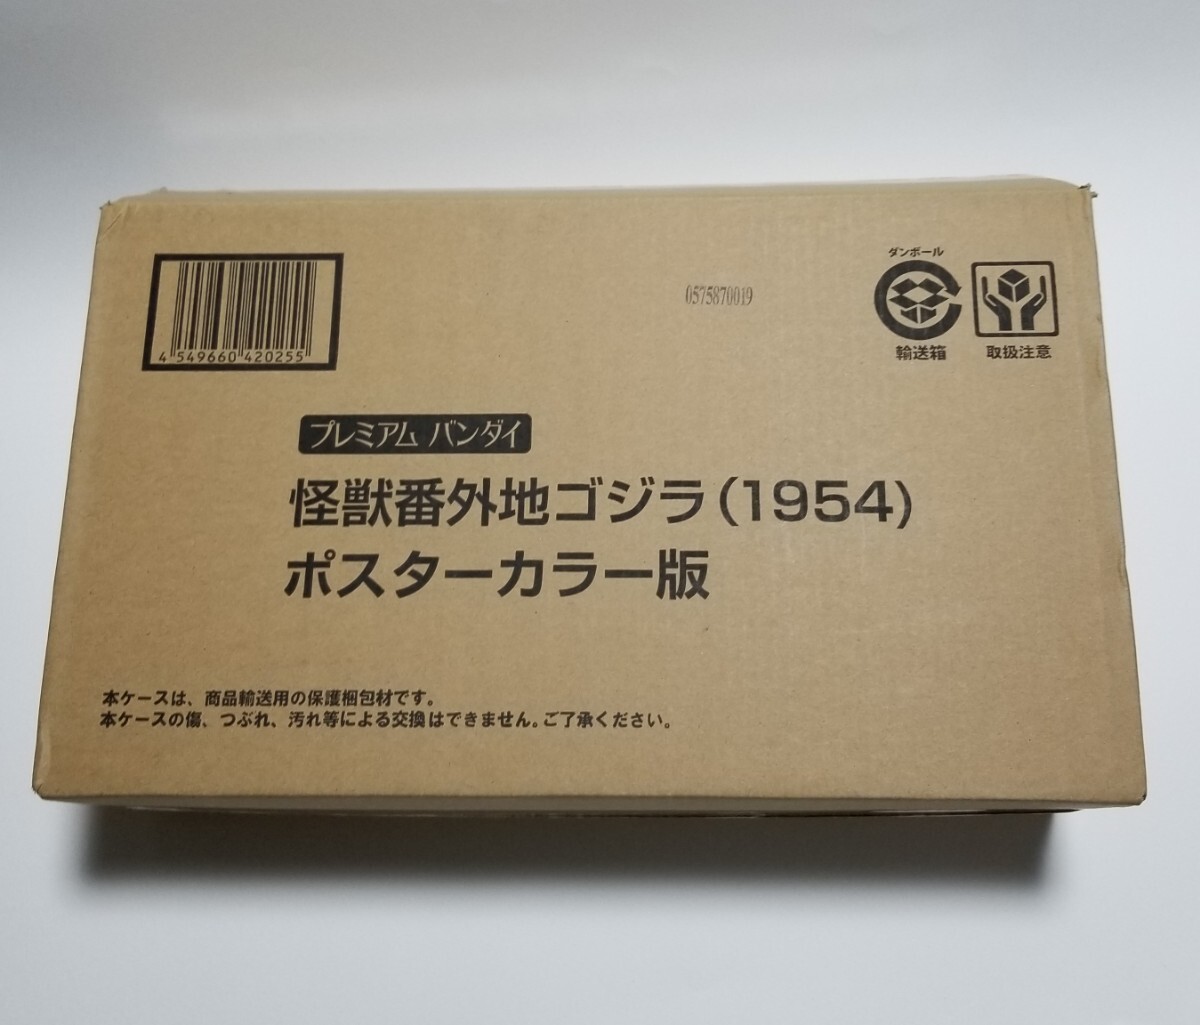 4 549660 420255
0575870019
ダンボール
輸送箱
取扱注意
プレミアム バンダイ
怪獣番外地ゴジラ(1954)
ポスターカラー版
本ケースは、商品輸送用の保護梱包材です。
本ケースの傷、つぶれ、汚れ等による交換はできません。ご了承ください。